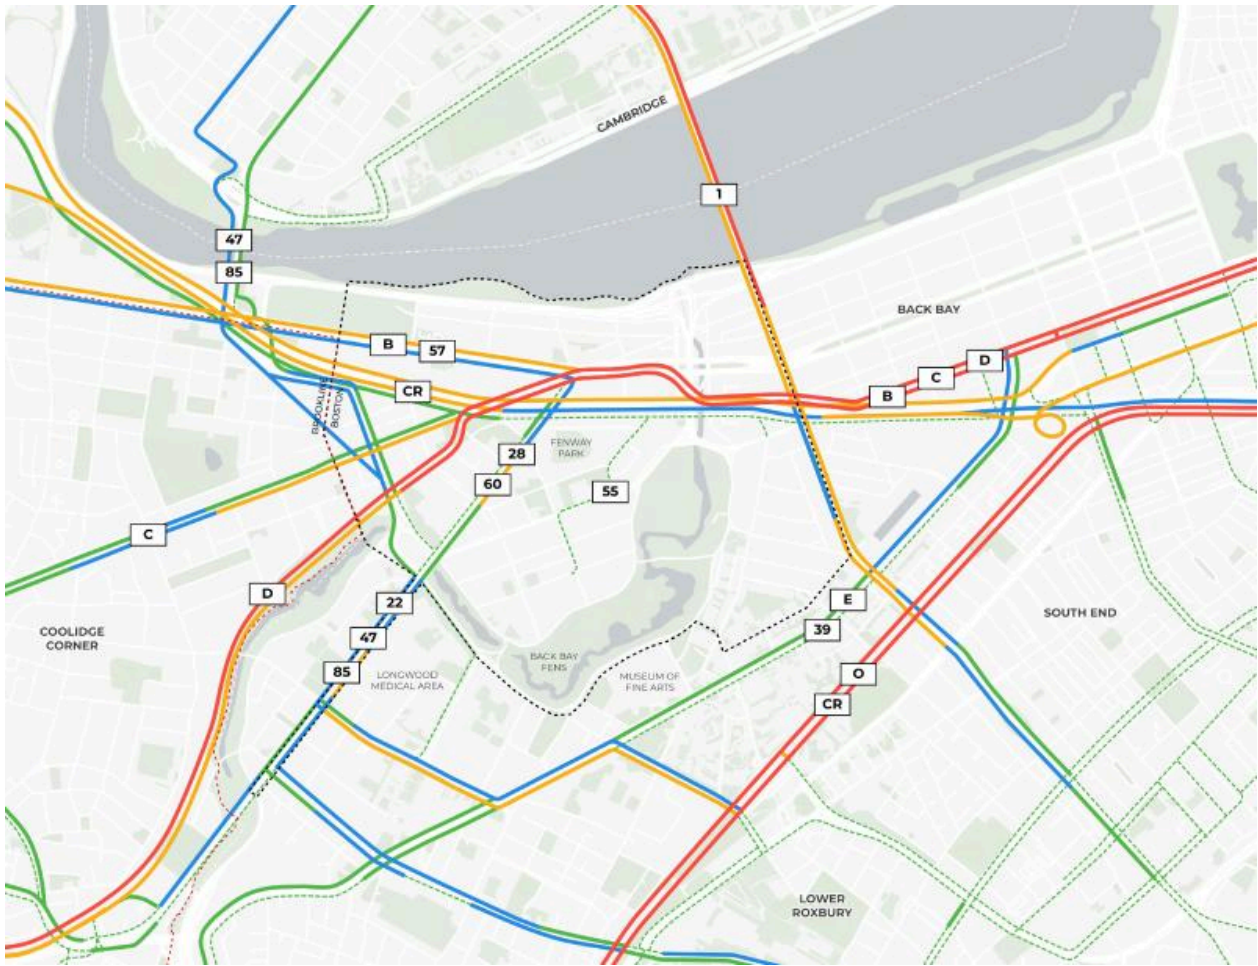 CAMBRIDGE
1
47
85
BACK BAY
B
57
D
C
CR
B
BROOKLINE
BOSTON
28
FENWAY
PARK
60
55
C
D
22
E
COOLIDGE
CORNER
SOUTH END
39
47
BACK BAY
FENS
85
LONGWOOD
MEDICAL AREA
MUSEUM OF
FINE ARTS
O
CR
LOWER
ROXBURY